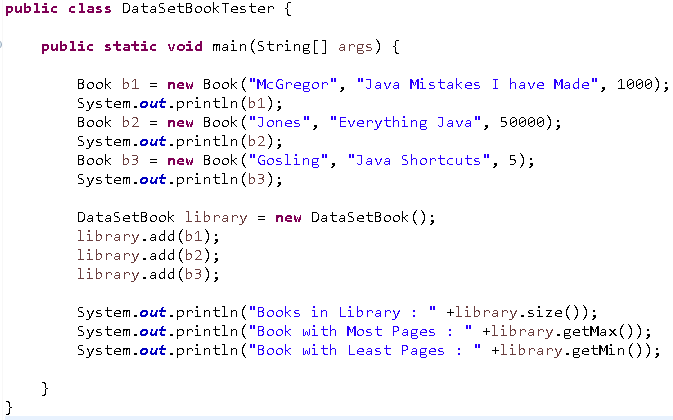 public class DataSetBookTester {
public static void main(String[] args) {
Book b1 = new Book("McGregor", "Java Mistakes I have Made", 1000);
System.out.println(b1);
Book b2 = new Book("Jones", "Everything Java", 50000);
System.out.println(b2);
Book b3 = new Book("Gosling", "Java Shortcuts", 5);
System.out.println(b3);
DataSetBook library = new DataSetBook();
library.add(b1);
library.add(b2);
library.add(b3);
System.out.println("Books in Library : " +library.size());
System.out.println("Book with Most Pages : " +library.getMax());
System.out.println("Book with Least Pages : " +library.getMin());
}
}